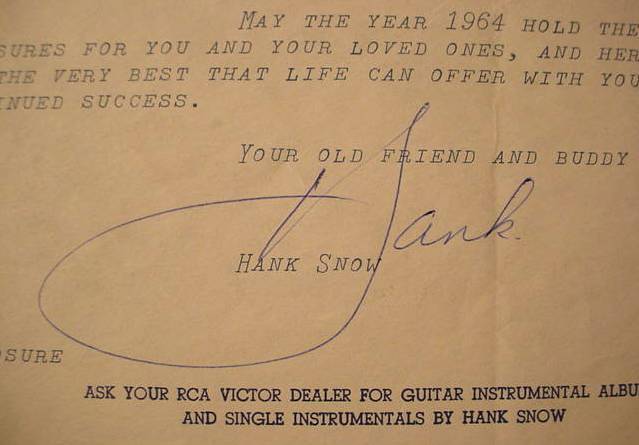 MAY THE YEAR 1964 HOLD THE
SURES FOR YOU AND YOUR LOVED ONES, AND HER
THE VERY BEST THAT LIFE CAN OFFER WITH YOU
INUED SUCCESS.
YOUR OLD FRIEND AND BUDDY
Hank.
HANK SNOW
OSURE
ASK YOUR RCA VICTOR DEALER FOR GUITAR INSTRUMENTAL ALBU
AND SINGLE INSTRUMENTALS BY HANK SNOW